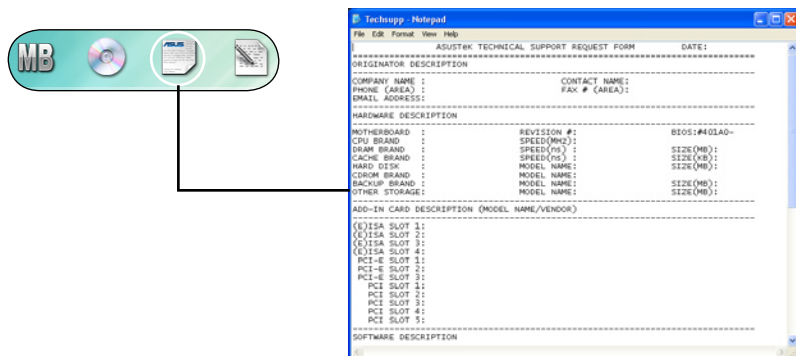 Techsupp - Notepad
File Edit Format View Help
ASUSTeK TECHNICAL SUPPORT REQUEST FORM DATE:
ORIGINATOR DESCRIPTION
COMPANY NAME : CONTACT NAME:
PHONE (AREA) : FAX # (AREA):
EMAIL ADDRESS:
HARDWARE DESCRIPTION
MOTHERBOARD : REVISION #: BIOS:#401A0-
CPU BRAND : SPEED(MHz):
DRAM BRAND : SPEED(ns) : SIZE(MB):
CACHE BRAND : SPEED(ns) : SIZE(KB):
HARD DISK : MODEL NAME: SIZE(MB):
CDROM BRAND : MODEL NAME:
BACKUP BRAND : MODEL NAME: SIZE(MB):
OTHER STORAGE: MODEL NAME: SIZE(MB):
ADD-IN CARD DESCRIPTION (MODEL NAME/VENDOR)
(E)ISA SLOT 1:
(E)ISA SLOT 2:
(E)ISA SLOT 3:
(E)ISA SLOT 4:
PCI-E SLOT 1:
PCI-E SLOT 2:
PCI-E SLOT 3:
PCI SLOT 1:
PCI SLOT 2:
PCI SLOT 3:
PCI SLOT 4:
PCI SLOT 5:
SOFTWARE DESCRIPTION
MB
ASUS